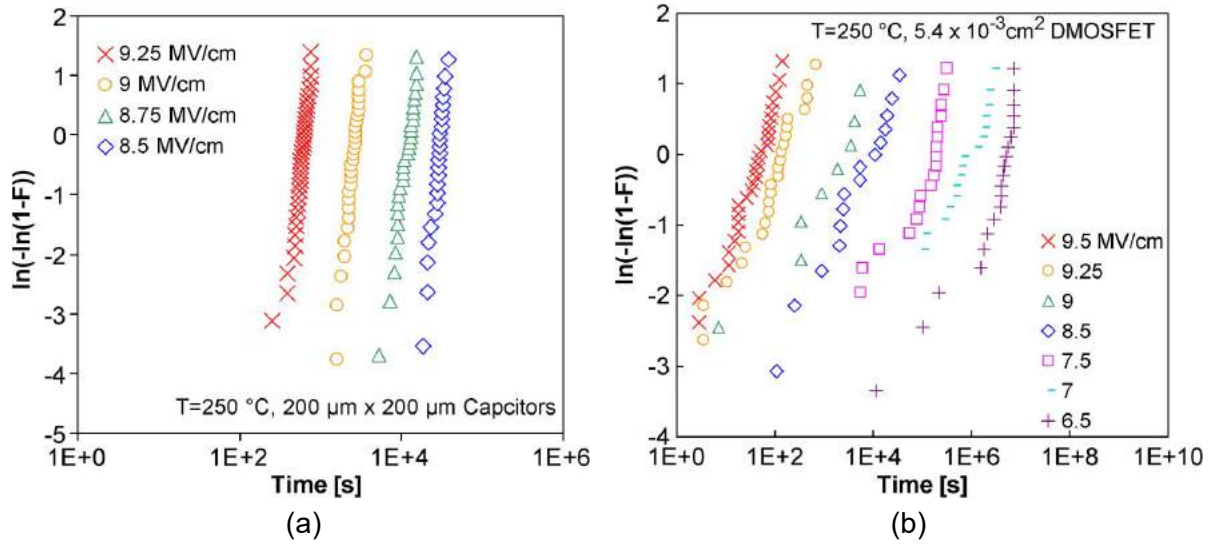 2
1
0
-1
-2
-3
-4
-5
ln(-ln(1-F))
9.25 MV/cm
9 MV/cm
8.75 MV/cm
8.5 MV/cm
T=250 °C, 200 µm x 200 µm Capcitors
1E+0
1E+2
1E+4
1E+6
Time [s]
(a)
2
1
0
-1
-2
-3
-4
ln(-ln(1-F))
T=250 °C, 5.4 x 10⁻³cm² DMOSFET
9.5 MV/cm
9.25
9
8.5
7.5
7
6.5
1E+0
1E+2
1E+4
1E+6
1E+8
1E+10
Time [s]
(b)